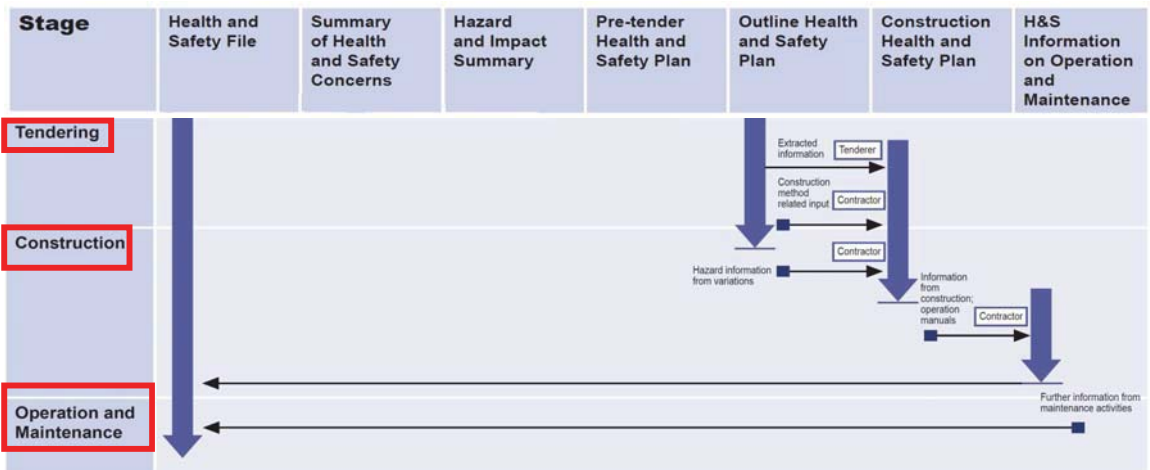 Stage
Health and
Safety File
Summary
of Health
and Safety
Concerns
Hazard
and Impact
Summary
Pre-tender
Health and
Safety Plan
Outline Health
and Safety
Plan
Construction
Health and
Safety Plan
H&S
Information
on Operation
and
Maintenance
Tendering
Extracted
information
Tenderer
Construction
method
related input
Contractor
Construction
Contractor
Hazard information
from variations
Information
from
construction;
operation
manuals
Contractor
Operation and
Maintenance
Further information from
maintenance activities